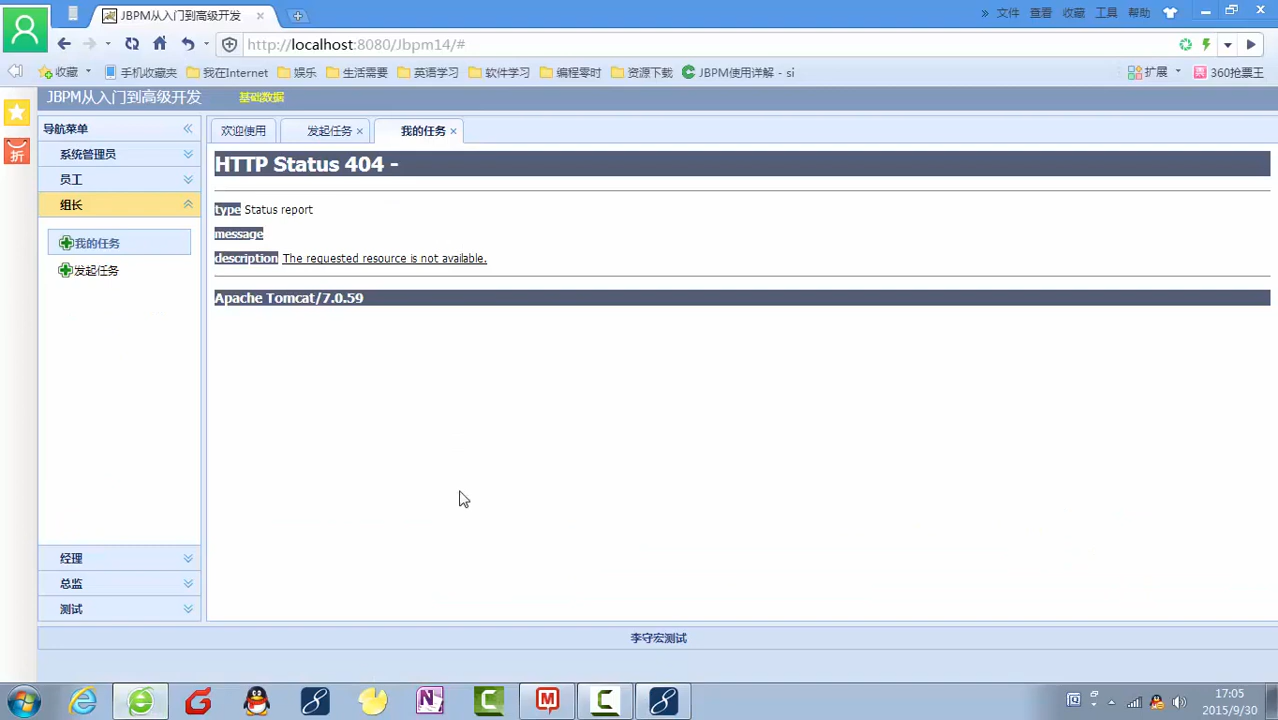 JBPM从入门到高级开发
文件 查看 收藏 工具 帮助
http://localhost:8080/Jbpm14/#
收藏 手机收藏夹 我在Internet 娱乐 生活需要 英语学习 软件学习 编程零时 资源下载 JBPM使用详解 - si 扩展 360抢票王
JBPM从入门到高级开发 基础数据
导航菜单
欢迎使用 发起任务 我的任务
系统管理员
员工
组长
我的任务
发起任务
经理
总监
测试
折
HTTP Status 404 -
type Status report
message
description The requested resource is not available.
Apache Tomcat/7.0.59
李守宏测试
17:05
2015/9/30